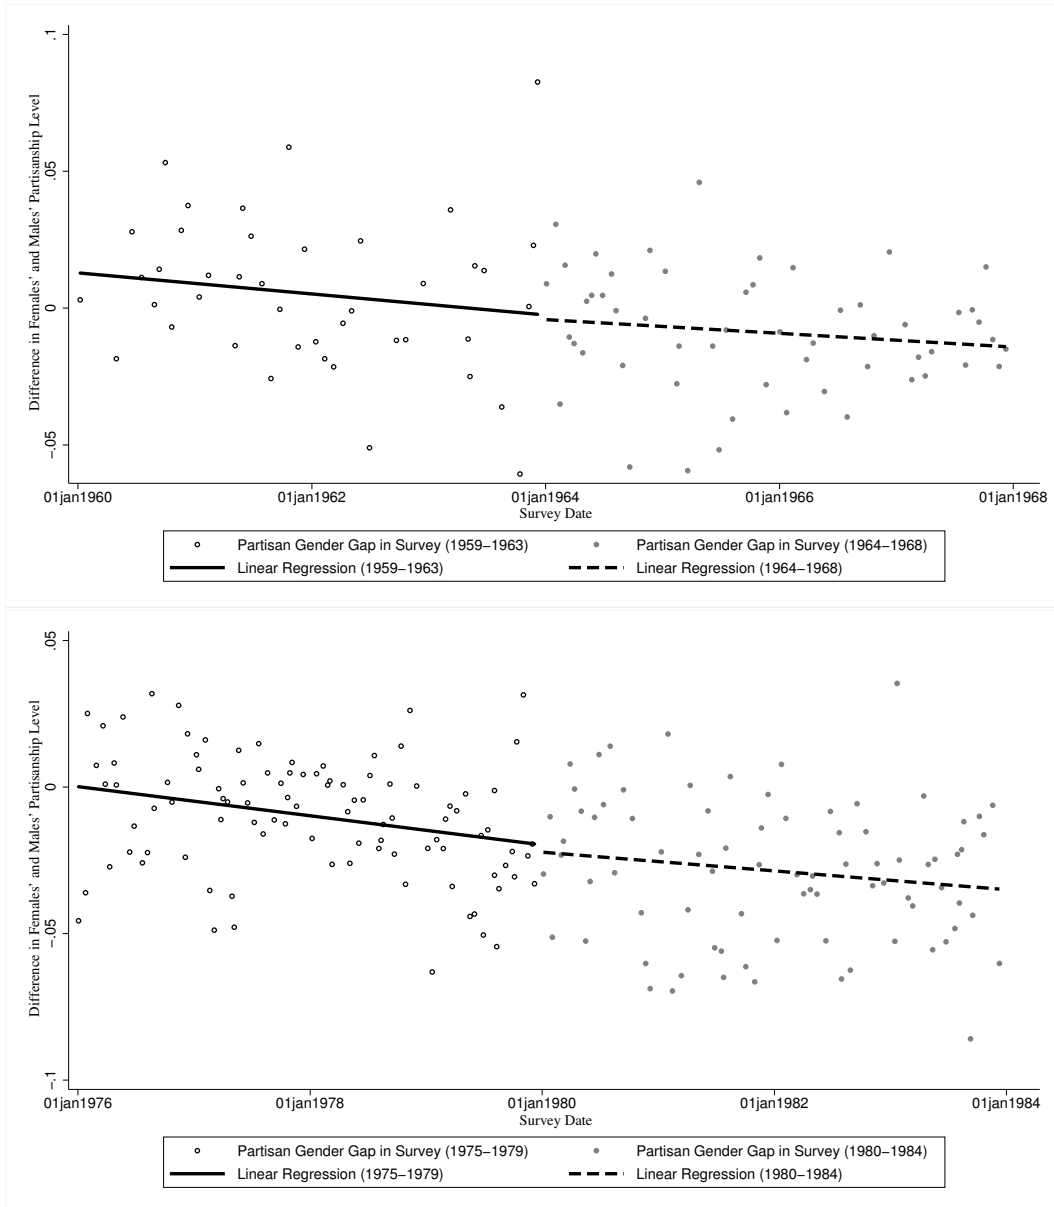 Difference in Females' and Males' Partisanship Level
.1
.05
0
−.05
01jan1960 01jan1962 01jan1964 01jan1966 01jan1968
Survey Date
Partisan Gender Gap in Survey (1959−1963) Partisan Gender Gap in Survey (1964−1968)
Linear Regression (1959−1963) Linear Regression (1964−1968)
Difference in Females' and Males' Partisanship Level
.05
0
−.05
−.1
01jan1976 01jan1978 01jan1980 01jan1982 01jan1984
Survey Date
Partisan Gender Gap in Survey (1975−1979) Partisan Gender Gap in Survey (1980−1984)
Linear Regression (1975−1979) Linear Regression (1980−1984)